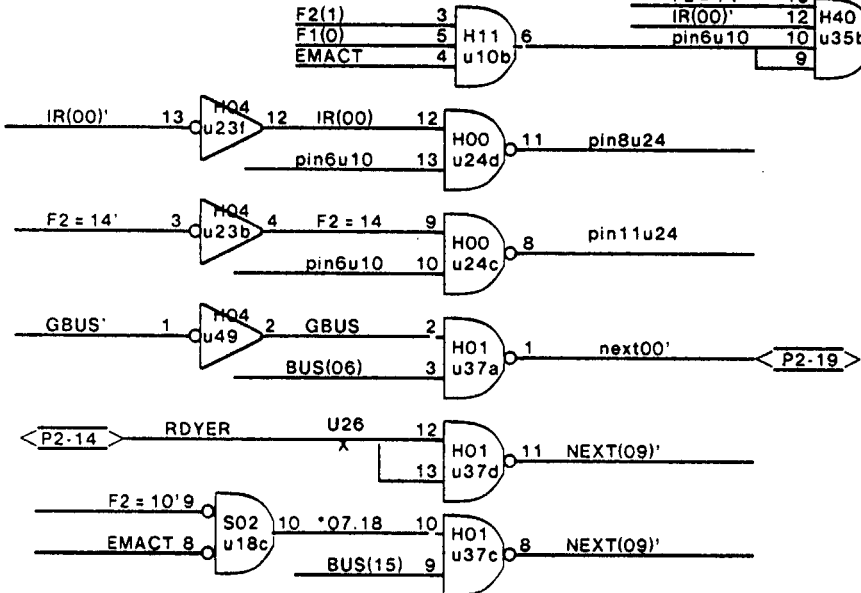 F2(1) 3
F1(0) 5 H11 6
EMACT 4 u10b
IR(00)' 12 H40
pin6u10 10 u35b
9
IR(00)' 13 H04 u23f 12 IR(00) 12
H00 11 pin8u24
pin6u10 13 u24d
F2=14' 3 H04 u23b 4 F2=14 9
H00 8 pin11u24
pin6u10 10 u24c
GBUS' 1 H04 u49 2 GBUS 2
H01 1 next00' P2-19
BUS(06) 3 u37a
P2-14 RDYER U26 X 12
H01 11 NEXT(09)'
13 u37d
F2=10' 9
S02 10 *07.18 10 H01
EMACT 8 u18c u37c 8 NEXT(09)'
BUS(15) 9